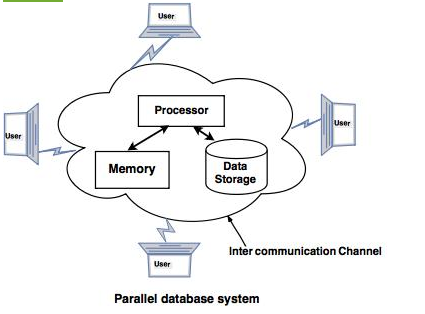 User
Processor
User
User
Memory
Data
Storage
Inter communication Channel
User
Parallel database system